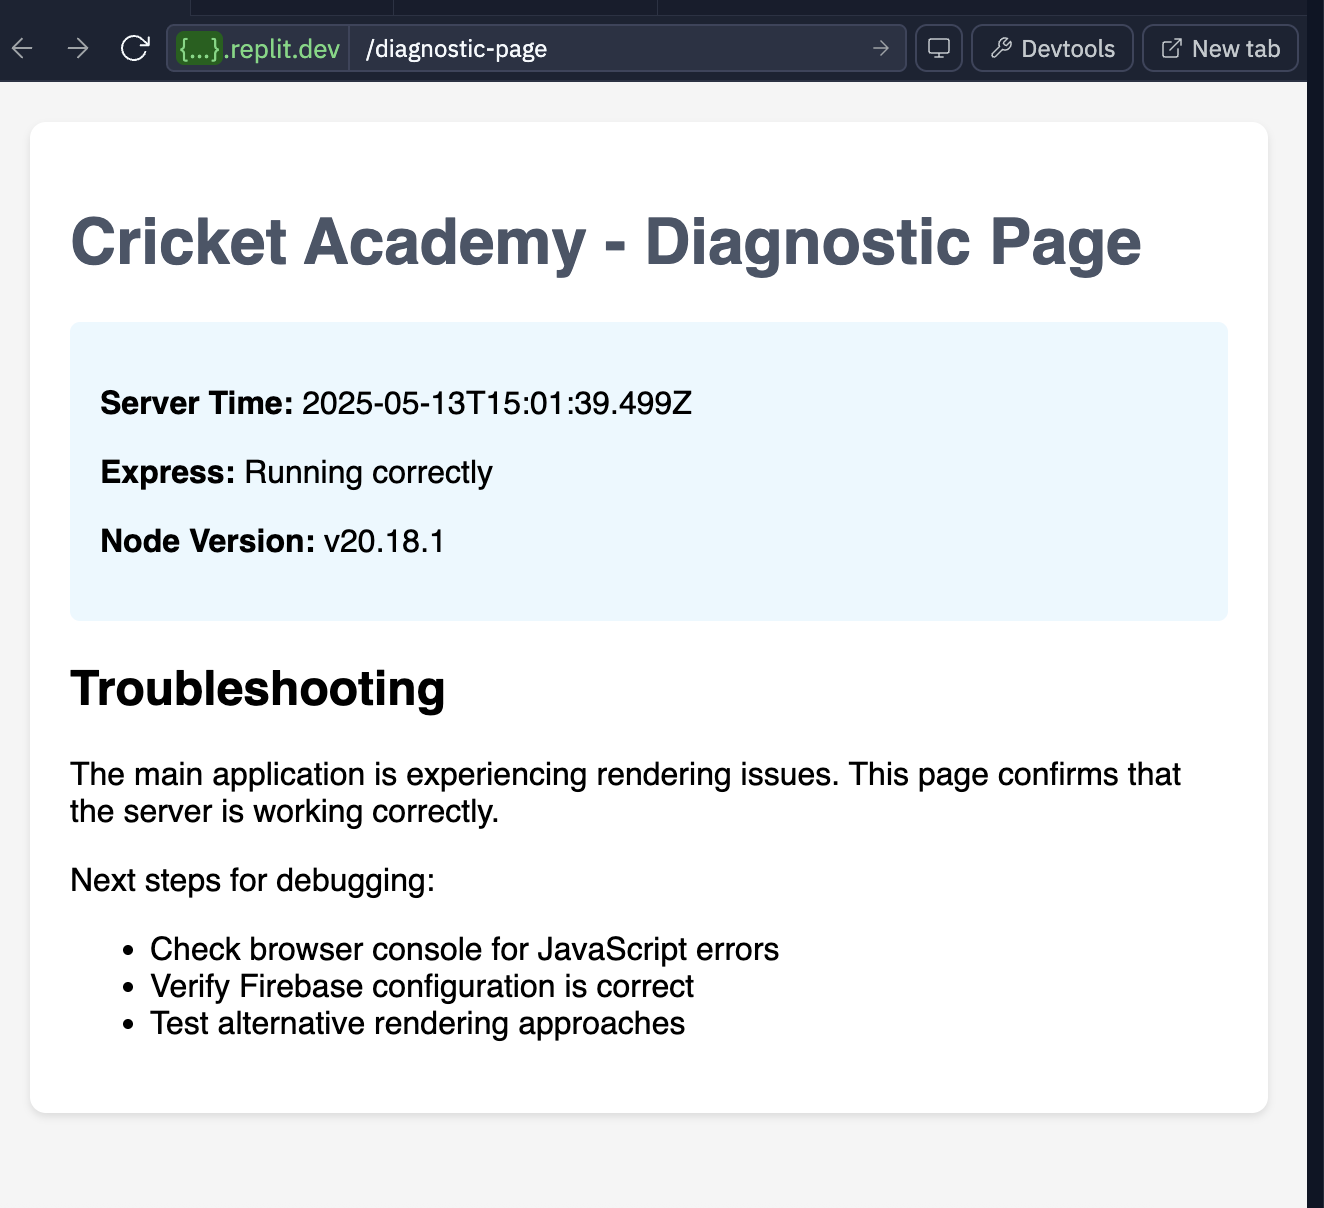 {...}.replit.dev /diagnostic-page Devtools New tab
Cricket Academy - Diagnostic Page
Server Time: 2025-05-13T15:01:39.499Z
Express: Running correctly
Node Version: v20.18.1
Troubleshooting
The main application is experiencing rendering issues. This page confirms that
the server is working correctly.
Next steps for debugging:
• Check browser console for JavaScript errors
• Verify Firebase configuration is correct
• Test alternative rendering approaches